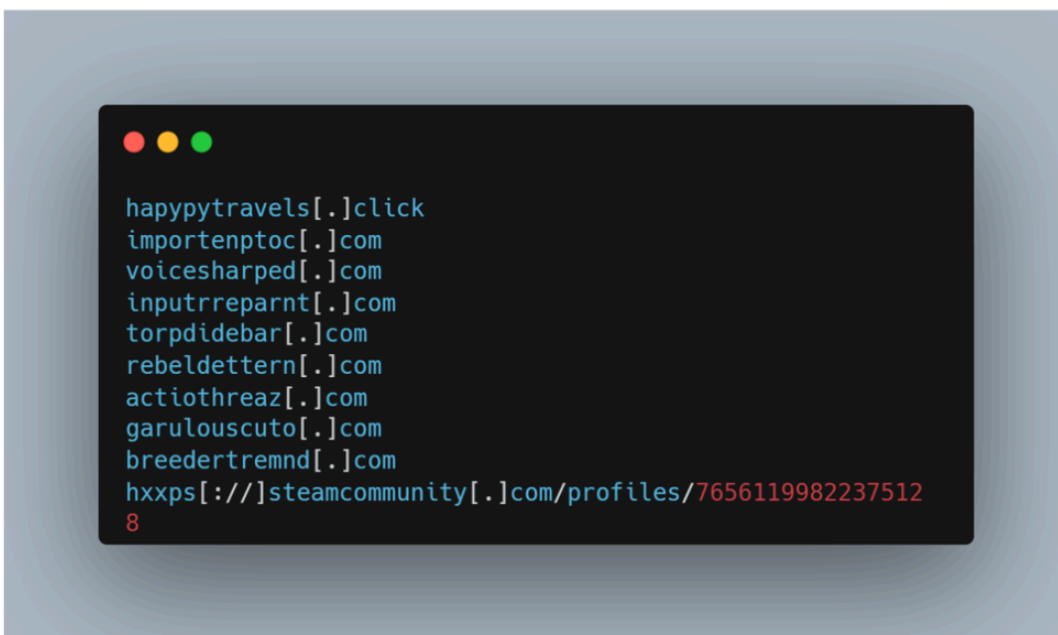 hapypytravels[.]click
importenptoc[.]com
voicesharped[.]com
inputrreparnt[.]com
torpdidebar[.]com
rebeldettern[.]com
actiothreaz[.]com
garulouscuto[.]com
breedertremnd[.]com
hxxps[://]steamcommunity[.]com/profiles/7656119982237512
8